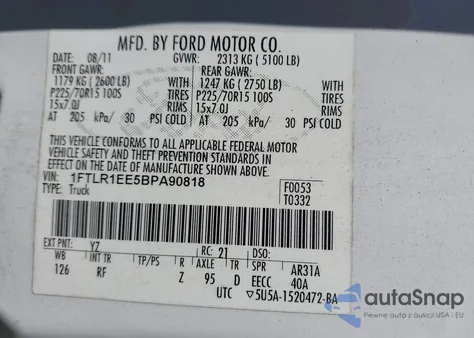 MFD. BY FORD MOTOR CO.
DATE: 08/11 GVWR: 2313 KG ( 5100 LB)
FRONT GAWR: REAR GAWR:
1179 KG ( 2600 LB) 1247 KG ( 2750 LB)
P225/70R15 100S WITH P225/70R15 100S WITH
TIRES TIRES
15x7.0J RIMS 15x7.0J RIMS
AT 205 kPa/ 30 PSI COLD AT 205 kPa/ 30 PSI COLD
THIS VEHICLE CONFORMS TO ALL APPLICABLE FEDERAL MOTOR
VEHICLE SAFETY AND THEFT PREVENTION STANDARDS IN
EFFECT ON THE DATE OF MANUFACTURE SHOWN ABOVE.
VIN: 1FTLR1EE5BPA90818 F0053
TYPE: Truck T0332
EXT PNT: YZ RC: 21 DSO:
WB INT TR TP/PS R AXLE TR SPR AR31A
126 RF Z 95 D EECC 40A
UTC 5U5A-1520472-BA
autoSnap
Pewne auto z aukcji USA i EU